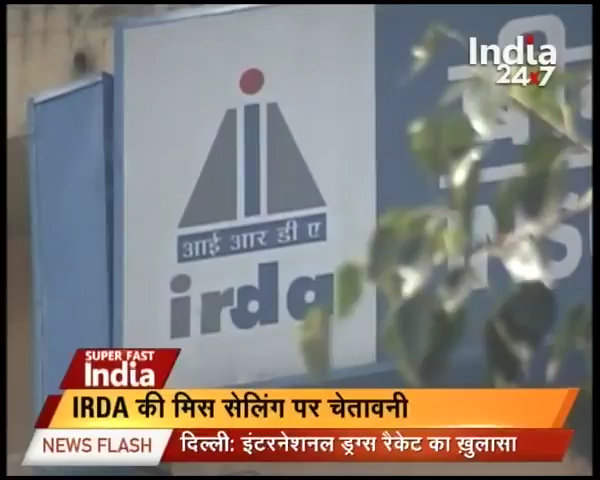 India
24x7
आई आर डी ए
irda
SUPER FAST
India
IRDA की मिस सेलिंग पर चेतावनी
NEWS FLASH
दिल्ली: इंटरनेशनल ड्रग्स रैकेट का ख़ुलासा